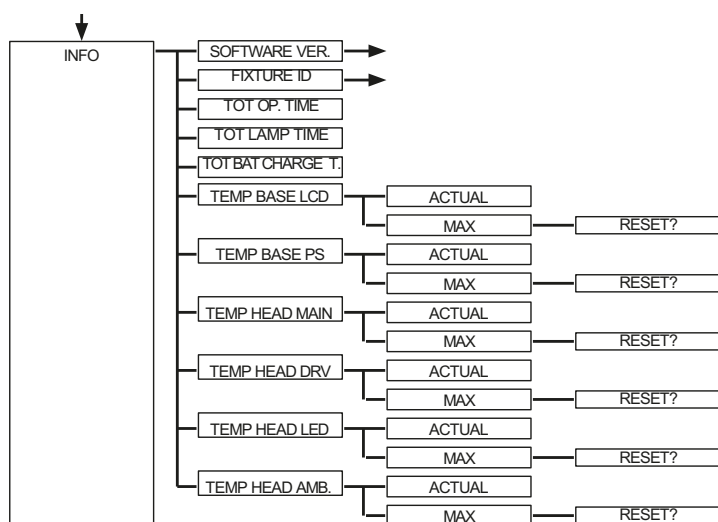 INFO
SOFTWARE VER.
FIXTURE ID
TOT OP. TIME
TOT LAMP TIME
TOT BAT CHARGE T.
TEMP BASE LCD
ACTUAL
MAX
RESET?
TEMP BASE PS
ACTUAL
MAX
RESET?
TEMP HEAD MAIN
ACTUAL
MAX
RESET?
TEMP HEAD DRV
ACTUAL
MAX
RESET?
TEMP HEAD LED
ACTUAL
MAX
RESET?
TEMP HEAD AMB.
ACTUAL
MAX
RESET?